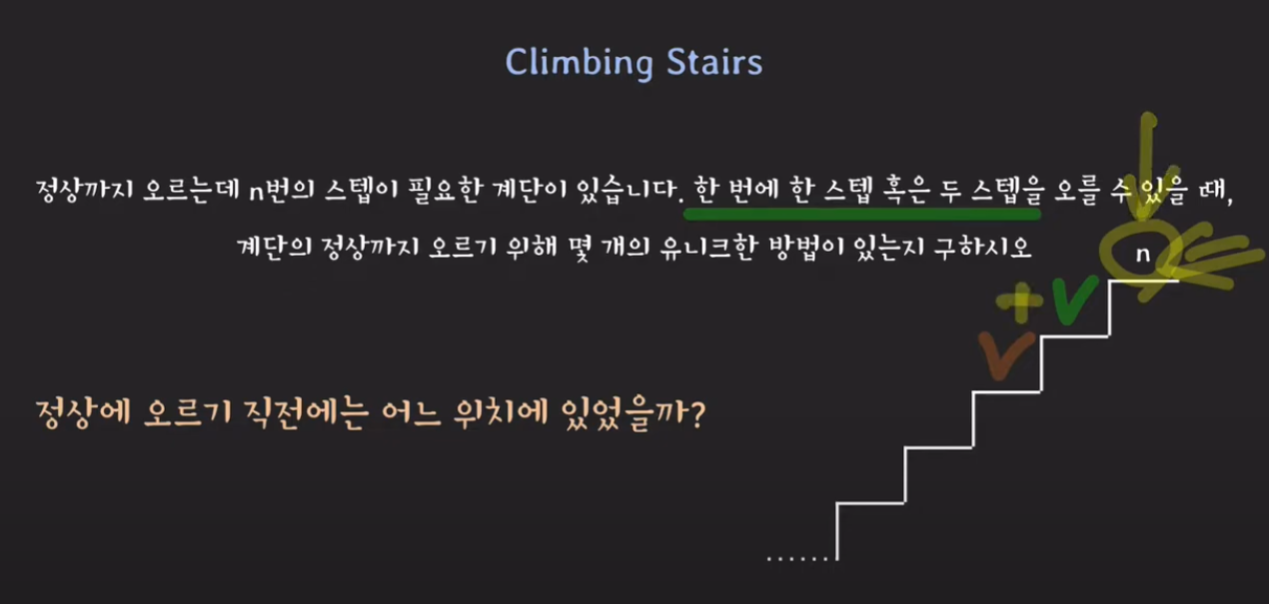 Climbing Stairs
정상까지 오르는데 n번의 스텝이 필요한 계단이 있습니다. 한 번에 한 스텝 혹은 두 스텝을 오를 수 있을 때,
계단의 정상까지 오르기 위해 몇 개의 유니크한 방법이 있는지 구하시오
n
+
정상에 오르기 직전에는 어느 위치에 있었을까?
......